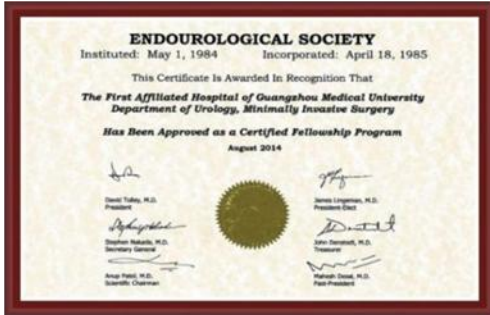 ENDOUROLOGICAL SOCIETY
Instituted: May 1, 1984 Incorporated: April 18, 1985
This Certificate Is Awarded In Recognition That
The First Affiliated Hospital of Guangzhou Medical University
Department of Urology, Minimally Invasive Surgery
Has Been Approved as a Certified Fellowship Program
August 2014
David Tolley, M.D.
President
James Lingeman, M.D.
President-Elect
Stephen Nakada, M.D.
Secretary General
John Denstedt, M.D.
Treasurer
Anup Patel, M.D.
Scientific Chairman
Mahesh Desai, M.D.
Past-President